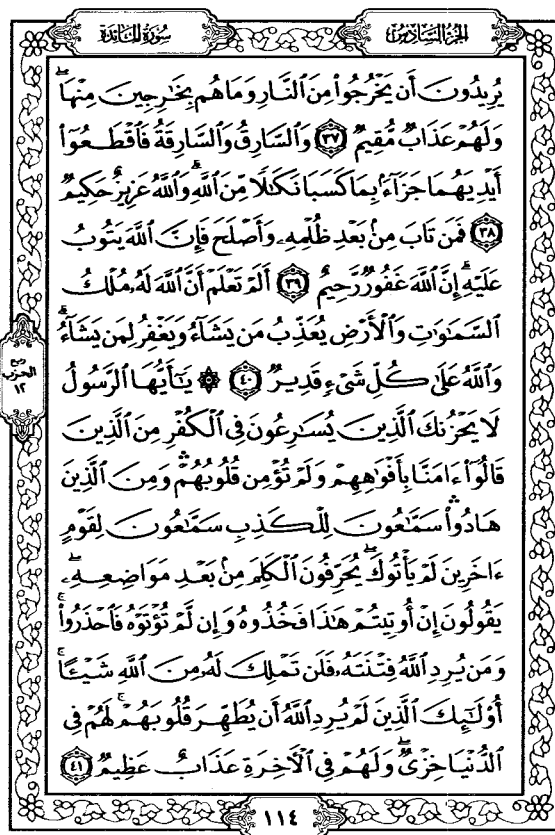 سُورَةُ المَائدة
الجزء السَّادِس
يُرِيدُونَ أَن يَخْرُجُوا۟ مِنَ ٱلنَّارِ وَمَا هُم بِخَـٰرِجِينَ مِنْهَا ۖ
وَلَهُمْ عَذَابٌ مُّقِيمٌ ﴿٣٧﴾ وَٱلسَّارِقُ وَٱلسَّارِقَةُ فَٱقْطَعُوٓا۟
أَيْدِيَهُمَا جَزَآءًۢ بِمَا كَسَبَا نَكَـٰلًا مِّنَ ٱللَّهِ ۗ وَٱللَّهُ عَزِيزٌ حَكِيمٌ
﴿٣٨﴾ فَمَن تَابَ مِنۢ بَعْدِ ظُلْمِهِۦ وَأَصْلَحَ فَإِنَّ ٱللَّهَ يَتُوبُ
عَلَيْهِ ۗ إِنَّ ٱللَّهَ غَفُورٌ رَّحِيمٌ ﴿٣٩﴾ أَلَمْ تَعْلَمْ أَنَّ ٱللَّهَ لَهُۥ مُلْكُ
ٱلسَّمَـٰوَٰتِ وَٱلْأَرْضِ يُعَذِّبُ مَن يَشَآءُ وَيَغْفِرُ لِمَن يَشَآءُ ۗ
وَٱللَّهُ عَلَىٰ كُلِّ شَىْءٍ قَدِيرٌ ﴿٤٠﴾ ۞ يَـٰٓأَيُّهَا ٱلرَّسُولُ
لَا يَحْزُنكَ ٱلَّذِينَ يُسَـٰرِعُونَ فِى ٱلْكُفْرِ مِنَ ٱلَّذِينَ
قَالُوٓا۟ ءَامَنَّا بِأَفْوَٰهِهِمْ وَلَمْ تُؤْمِن قُلُوبُهُمْ ۛ وَمِنَ ٱلَّذِينَ
هَادُوا۟ ۛ سَمَّـٰعُونَ لِلْكَذِبِ سَمَّـٰعُونَ لِقَوْمٍ
ءَاخَرِينَ لَمْ يَأْتُوكَ ۖ يُحَرِّفُونَ ٱلْكَلِمَ مِنۢ بَعْدِ مَوَاضِعِهِۦ ۖ
يَقُولُونَ إِنْ أُوتِيتُمْ هَـٰذَا فَخُذُوهُ وَإِن لَّمْ تُؤْتَوْهُ فَٱحْذَرُوا۟ ۚ
وَمَن يُرِدِ ٱللَّهُ فِتْنَتَهُۥ فَلَن تَمْلِكَ لَهُۥ مِنَ ٱللَّهِ شَيْـًٔا ۚ
أُو۟لَـٰٓئِكَ ٱلَّذِينَ لَمْ يُرِدِ ٱللَّهُ أَن يُطَهِّرَ قُلُوبَهُمْ ۚ لَهُمْ فِى
ٱلدُّنْيَا خِزْىٌ ۖ وَلَهُمْ فِى ٱلْـَٔاخِرَةِ عَذَابٌ عَظِيمٌ ﴿٤١﴾
ربع
الحزب
١٢
١١٤